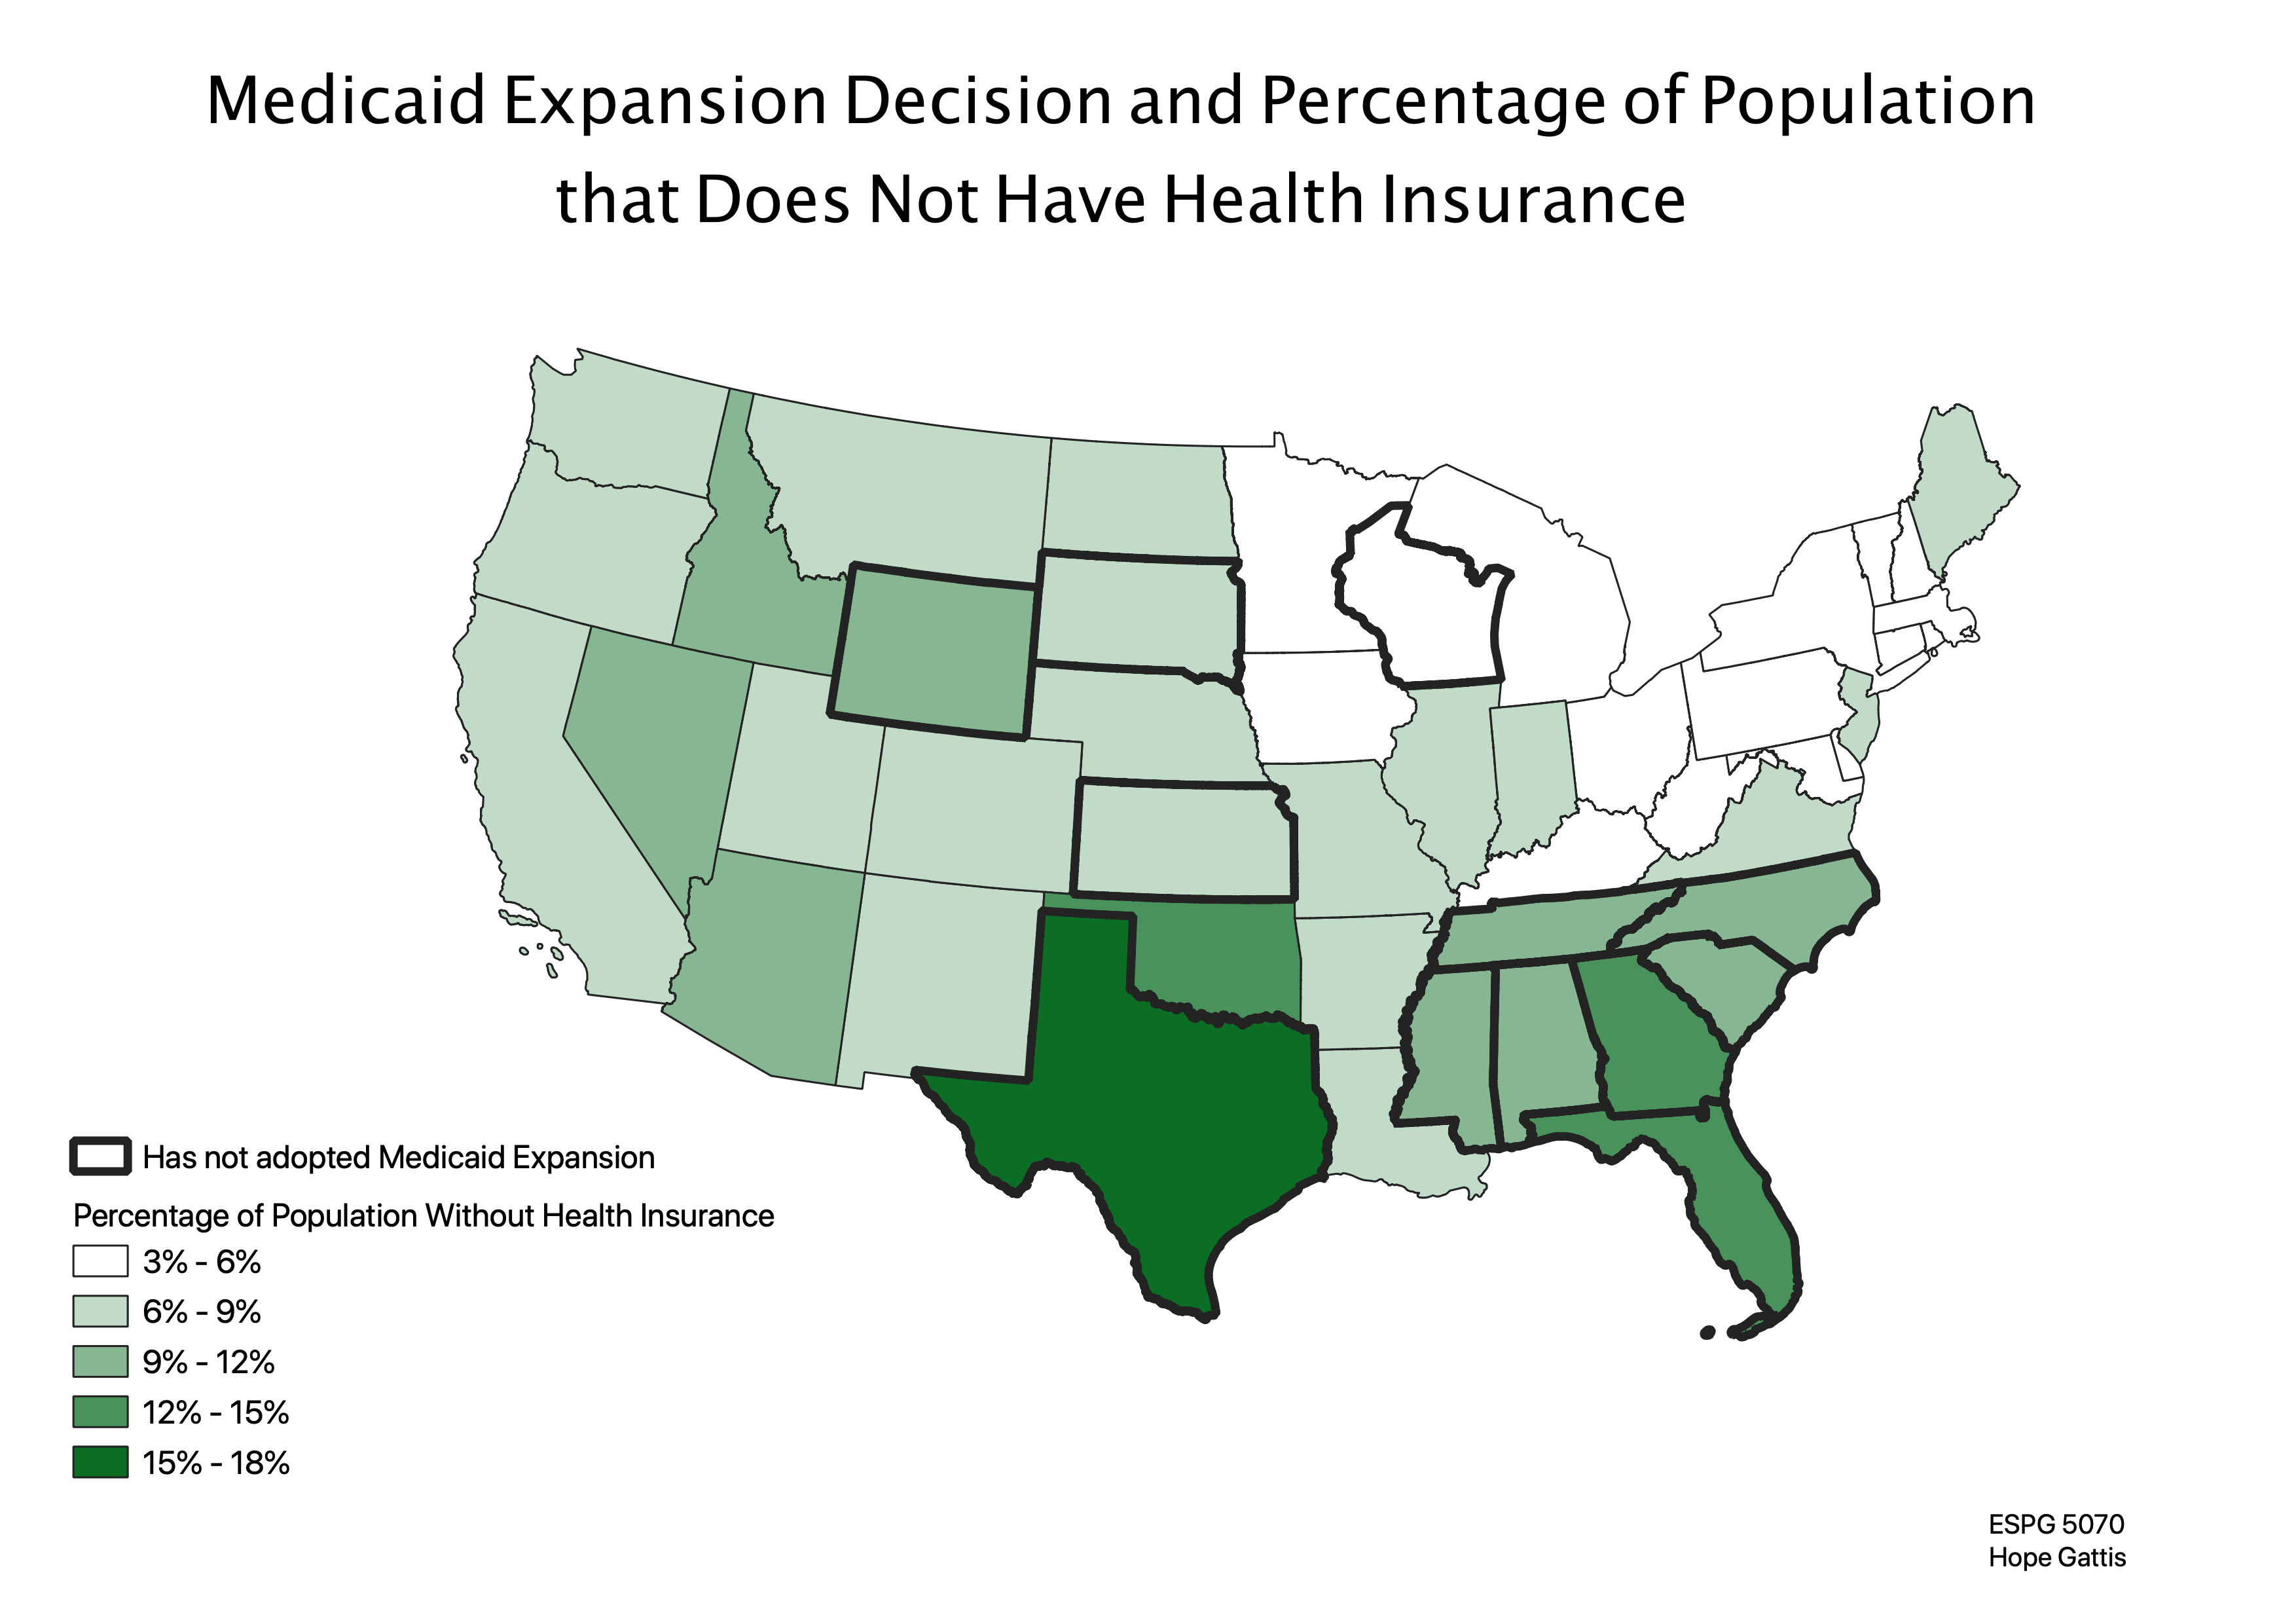 Medicaid Expansion Decision and Percentage of Population
that Does Not Have Health Insurance
Has not adopted Medicaid Expansion
Percentage of Population Without Health Insurance
3% - 6%
6% - 9%
9% - 12%
12% - 15%
15% - 18%
ESPG 5070
Hope Gattis